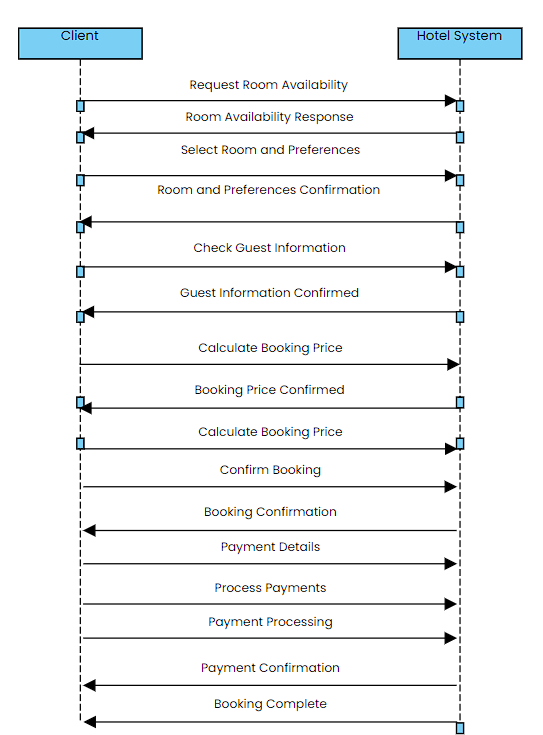 Client
Hotel System
Request Room Availability
Room Availability Response
Select Room and Preferences
Room and Preferences Confirmation
Check Guest Information
Guest Information Confirmed
Calculate Booking Price
Booking Price Confirmed
Calculate Booking Price
Confirm Booking
Booking Confirmation
Payment Details
Process Payments
Payment Processing
Payment Confirmation
Booking Complete